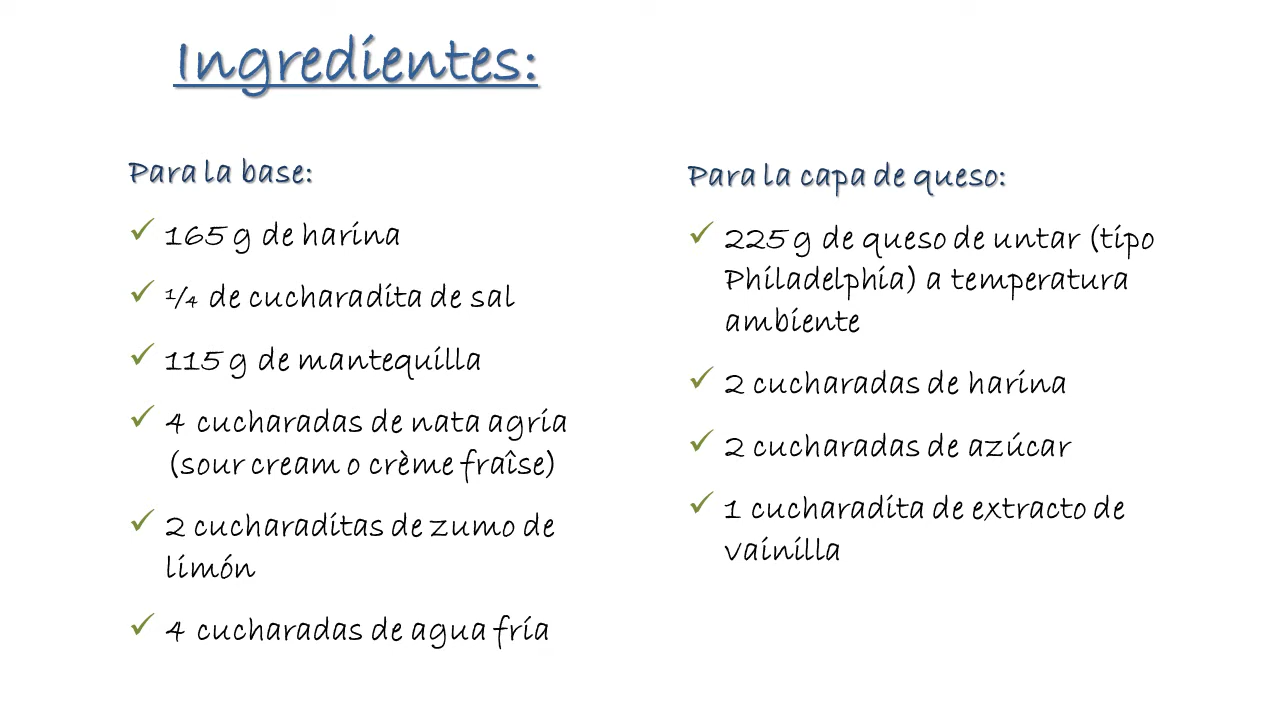 Ingredientes:
Para la base:
✓ 165 g de harina
✓ ¼ de cucharadita de sal
✓ 115 g de mantequilla
✓ 4 cucharadas de nata agria
(sour cream o crème fraîse)
✓ 2 cucharaditas de zumo de
limón
✓ 4 cucharadas de agua fría
Para la capa de queso:
✓ 225 g de queso de untar (tipo
Philadelphia) a temperatura
ambiente
✓ 2 cucharadas de harina
✓ 2 cucharadas de azúcar
✓ 1 cucharadita de extracto de
vainilla